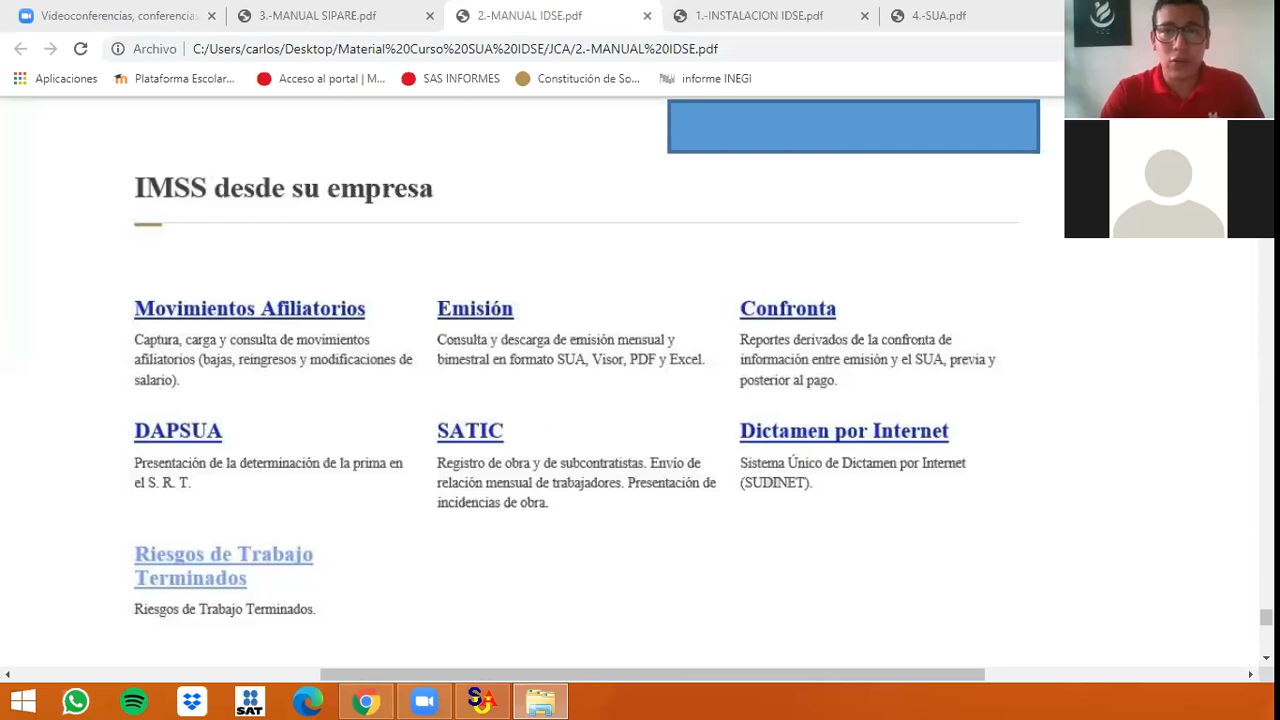 Videoconferencias, conferencia
3.-MANUAL SIPARE.pdf
2.-MANUAL IDSE.pdf
1.-INSTALACION IDSE.pdf
4.-SUA.pdf
Archivo C:/Users/carlos/Desktop/Material%20Curso%20SUA%20IDSE/JCA/2.-MANUAL%20IDSE.pdf
Aplicaciones
Plataforma Escolar...
Acceso al portal | M...
SAS INFORMES
Constitución de So...
informe INEGI
IMSS desde su empresa
Movimientos Afiliatorios
Captura, carga y consulta de movimientos
afiliatorios (bajas, reingresos y modificaciones de
salario).
Emisión
Consulta y descarga de emisión mensual y
bimestral en formato SUA, Visor, PDF y Excel.
Confronta
Reportes derivados de la confronta de
información entre emisión y el SUA, previa y
posterior al pago.
DAPSUA
Presentación de la determinación de la prima en
el S. R. T.
SATIC
Registro de obra y de subcontratistas. Envío de
relación mensual de trabajadores. Presentación de
incidencias de obra.
Dictamen por Internet
Sistema Único de Dictamen por Internet
(SUDINET).
Riesgos de Trabajo
Terminados
Riesgos de Trabajo Terminados.
SAT